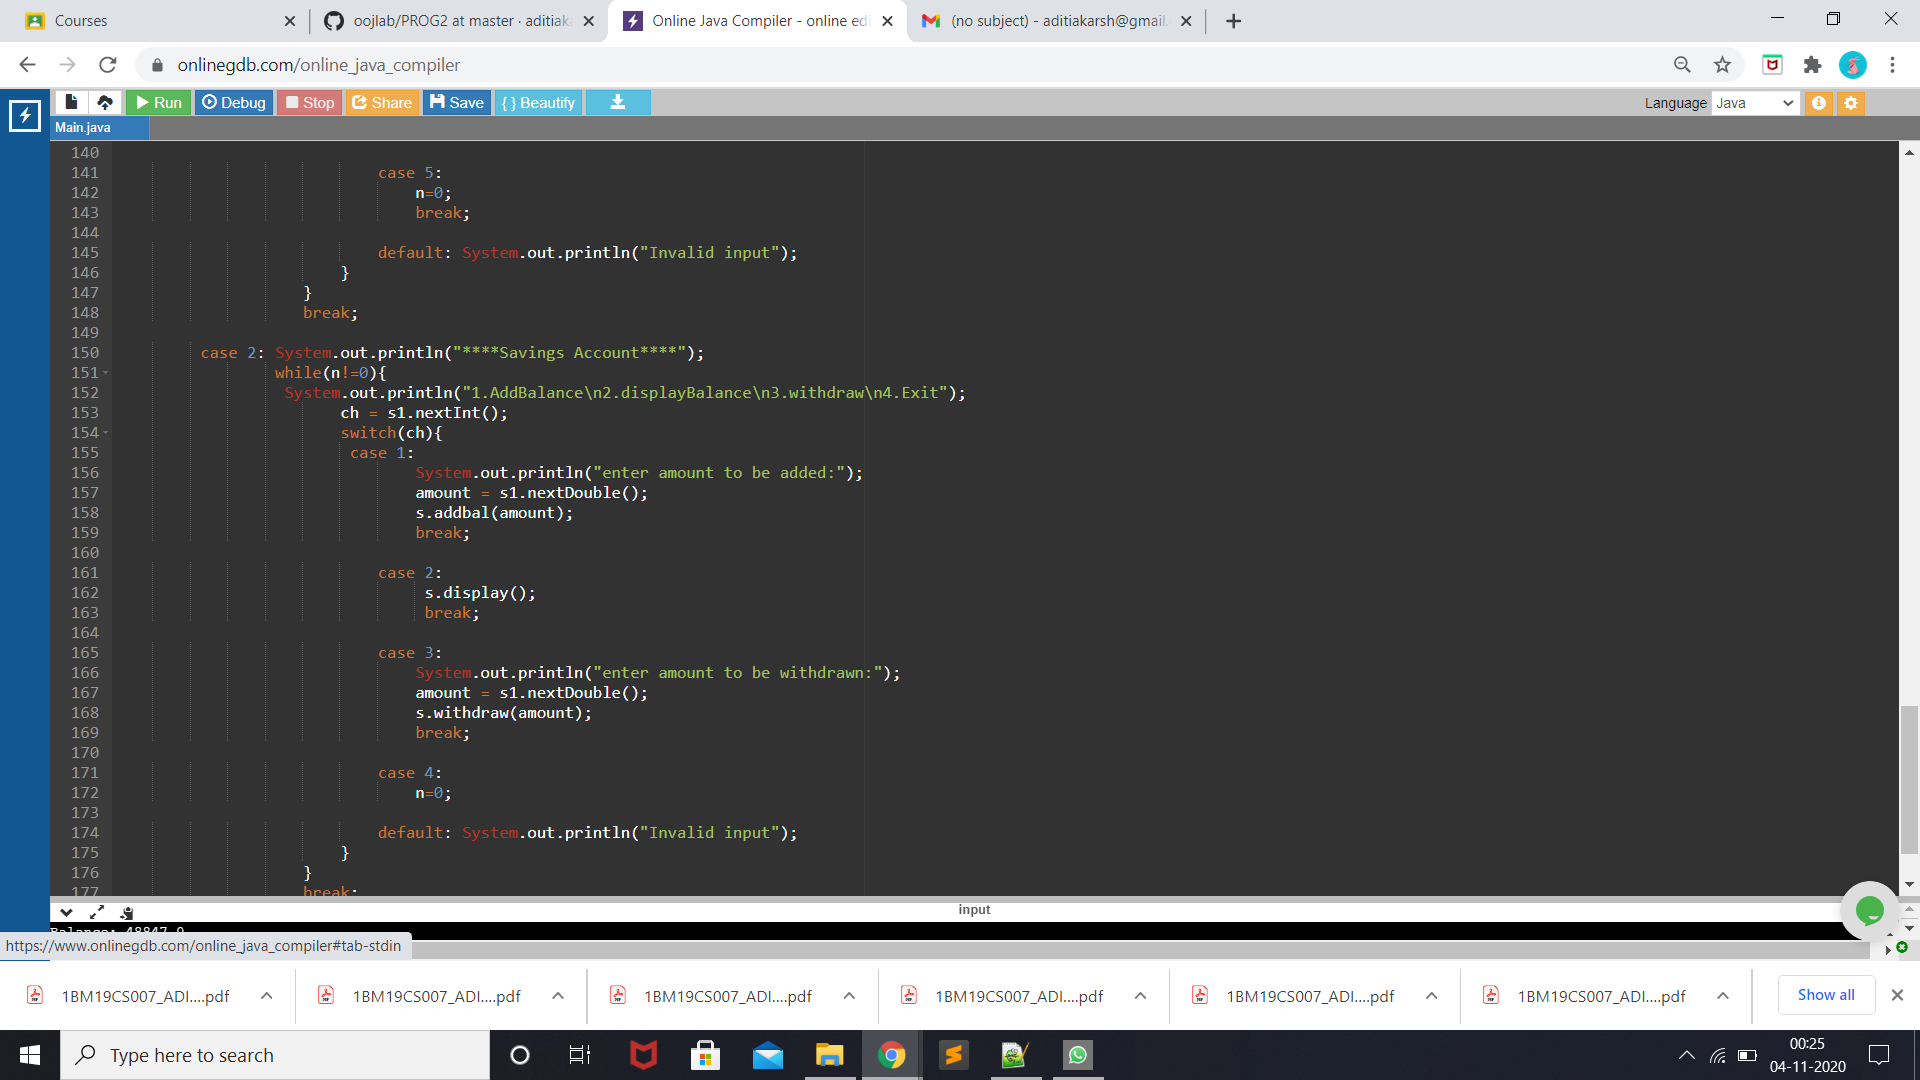 Courses
oojlab/PROG2 at master · aditiaka
Online Java Compiler - online edi
(no subject) - aditiakarsh@gmail.
onlinegdb.com/online_java_compiler
Run
Debug
Stop
Share
Save
{ } Beautify
Language
Java
Main.java
140
141 case 5:
142 n=0;
143 break;
144
145 default: System.out.println("Invalid input");
146 }
147 }
148 break;
149
150 case 2: System.out.println("****Savings Account****");
151 while(n!=0){
152 System.out.println("1.AddBalance\n2.displayBalance\n3.withdraw\n4.Exit");
153 ch = s1.nextInt();
154 switch(ch){
155 case 1:
156 System.out.println("enter amount to be added:");
157 amount = s1.nextDouble();
158 s.addbal(amount);
159 break;
160
161 case 2:
162 s.display();
163 break;
164
165 case 3:
166 System.out.println("enter amount to be withdrawn:");
167 amount = s1.nextDouble();
168 s.withdraw(amount);
169 break;
170
171 case 4:
172 n=0;
173
174 default: System.out.println("Invalid input");
175 }
176 }
177 break;
input
Balance: 48847.0
https://www.onlinegdb.com/online_java_compiler#tab-stdin
1BM19CS007_ADI....pdf
1BM19CS007_ADI....pdf
1BM19CS007_ADI....pdf
1BM19CS007_ADI....pdf
1BM19CS007_ADI....pdf
1BM19CS007_ADI....pdf
Show all
Type here to search
00:25
04-11-2020